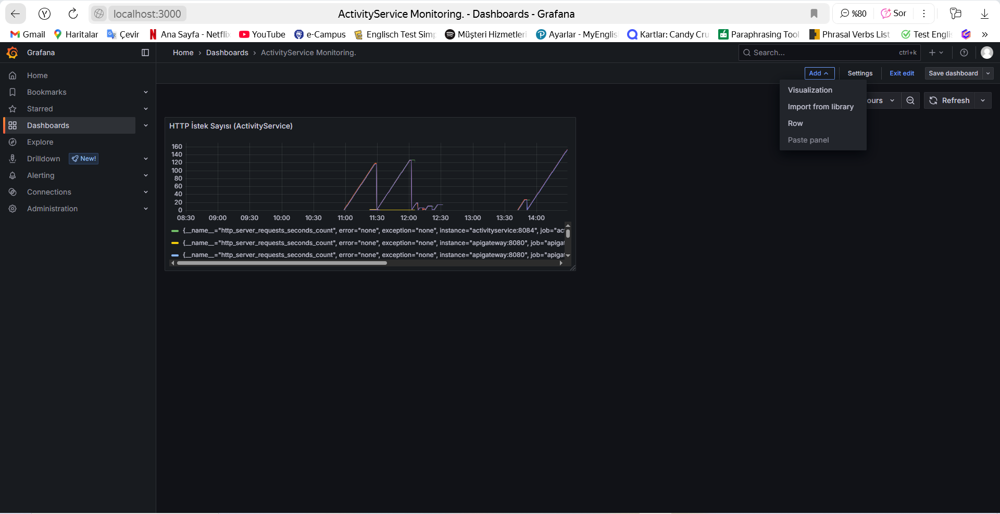 localhost:3000
ActivityService Monitoring. - Dashboards - Grafana
%80
Sor
Gmail
Haritalar
Çevir
Ana Sayfa - Netfli
YouTube
e-Campus
Englisch Test Sim
Müşteri Hizmetleri
Ayarlar - MyEnglis
Kartlar: Candy Cru
Paraphrasing Tool
Phrasal Verbs List
Test Engli
»
Grafana
Home › Dashboards › ActivityService Monitoring.
Search... ctrl+k
Home
Bookmarks
Starred
Dashboards
Explore
Drilldown New!
Alerting
Connections
Administration
Add
Settings
Exit edit
Save dashboard
Visualization
Import from library
Row
Paste panel
ours
Refresh
HTTP İstek Sayısı (ActivityService)
160
140
120
100
80
60
40
20
0
08:30 09:00 09:30 10:00 10:30 11:00 11:30 12:00 12:30 13:00 13:30 14:00
{__name__="http_server_requests_seconds_count", error="none", exception="none", instance="activityservice:8084", job="ac
{__name__="http_server_requests_seconds_count", error="none", exception="none", instance="apigateway:8080", job="apiga
{__name__="http_server_requests_seconds_count", error="none", exception="none", instance="apigateway:8080", job="apiga